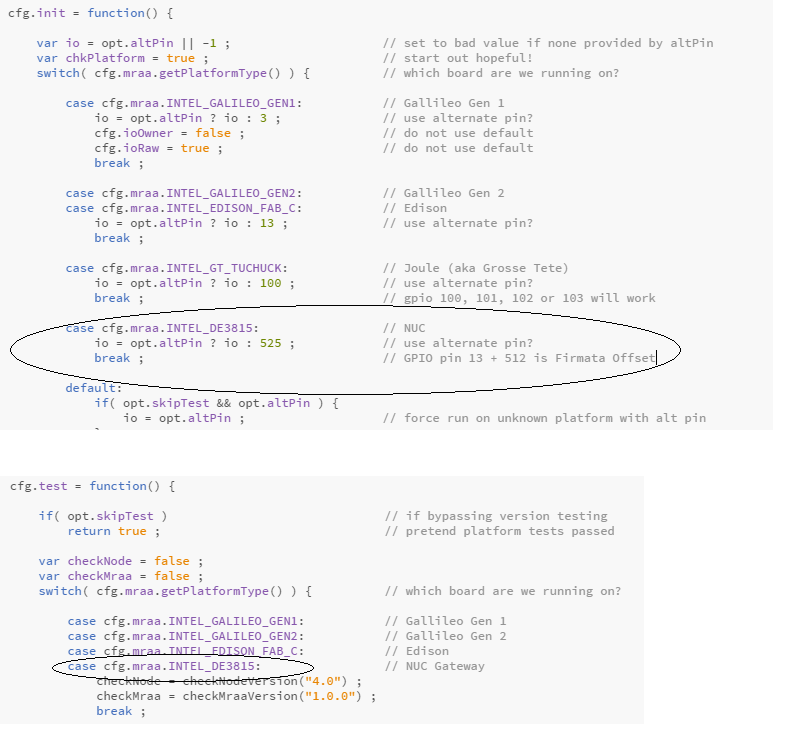 cfg.init = function() {
var io = opt.altPin || -1 ; // set to bad value if none provided by altPin
var chkPlatform = true ; // start out hopeful!
switch( cfg.mraa.getPlatformType() ) { // which board are we running on?
case cfg.mraa.INTEL_GALILEO_GEN1: // Gallileo Gen 1
io = opt.altPin ? io : 3 ; // use alternate pin?
cfg.ioOwner = false ; // do not use default
cfg.ioRaw = true ; // do not use default
break ;
case cfg.mraa.INTEL_GALILEO_GEN2: // Gallileo Gen 2
case cfg.mraa.INTEL_EDISON_FAB_C: // Edison
io = opt.altPin ? io : 13 ; // use alternate pin?
break ;
case cfg.mraa.INTEL_GT_TUCHUCK: // Joule (aka Grosse Tete)
io = opt.altPin ? io : 100 ; // use alternate pin?
break ; // gpio 100, 101, 102 or 103 will work
case cfg.mraa.INTEL_DE3815: // NUC
io = opt.altPin ? io : 525 ; // use alternate pin?
break ; // GPIO pin 13 + 512 is Firmata Offset
default:
if( opt.skipTest && opt.altPin ) {
io = opt.altPin ; // force run on unknown platform with alt pin
cfg.test = function() {
if( opt.skipTest ) // if bypassing version testing
return true ; // pretend platform tests passed
var checkNode = false ;
var checkMraa = false ;
switch( cfg.mraa.getPlatformType() ) { // which board are we running on?
case cfg.mraa.INTEL_GALILEO_GEN1: // Gallileo Gen 1
case cfg.mraa.INTEL_GALILEO_GEN2: // Gallileo Gen 2
case cfg.mraa.INTEL_EDISON_FAB_C: // Edison
case cfg.mraa.INTEL_DE3815: // NUC Gateway
checkNode = checkNodeVersion("4.0") ;
checkMraa = checkMraaVersion("1.0.0") ;
break ;